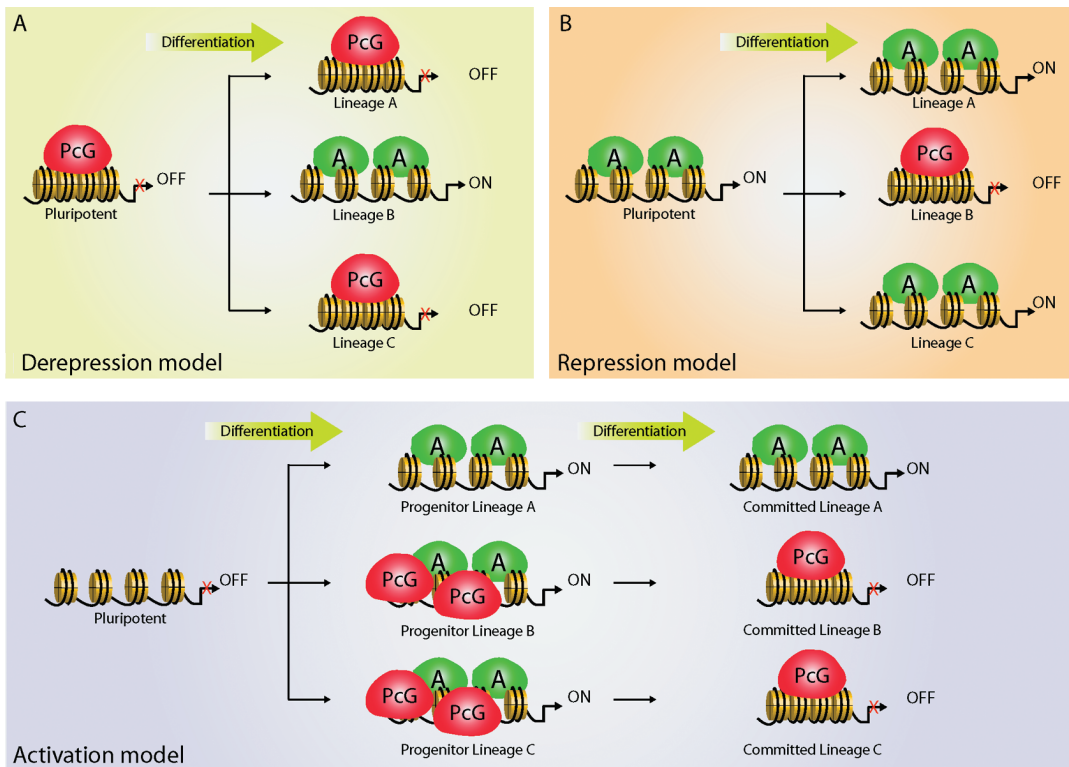 A
Differentiation
PcG
OFF
Lineage A
PcG
OFF
Pluripotent
A A
ON
Lineage B
PcG
OFF
Lineage C
Derepression model
B
Differentiation
A A
ON
Lineage A
A A
ON
Pluripotent
PcG
OFF
Lineage B
A A
ON
Lineage C
Repression model
C
Differentiation
Differentiation
A A
ON
Progenitor Lineage A
A A
ON
Committed Lineage A
OFF
Pluripotent
A A
PcG
PcG
ON
Progenitor Lineage B
PcG
OFF
Committed Lineage B
A A
PcG
PcG
ON
Progenitor Lineage C
PcG
OFF
Committed Lineage C
Activation model